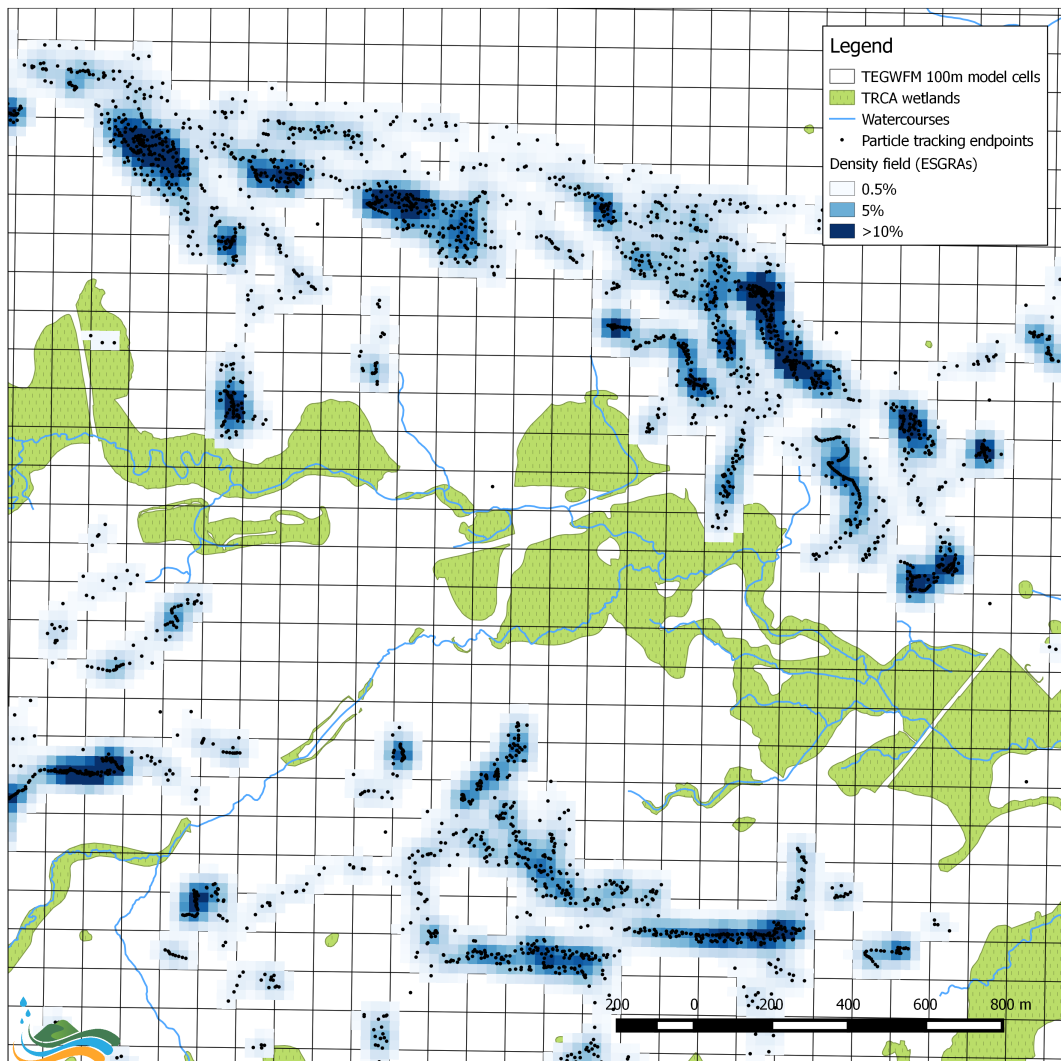 Legend
TEGWFM 100m model cells
TRCA wetlands
Watercourses
Particle tracking endpoints
Density field (ESGRAs)
0.5%
5%
>10%
200 0 200 400 600 800 m